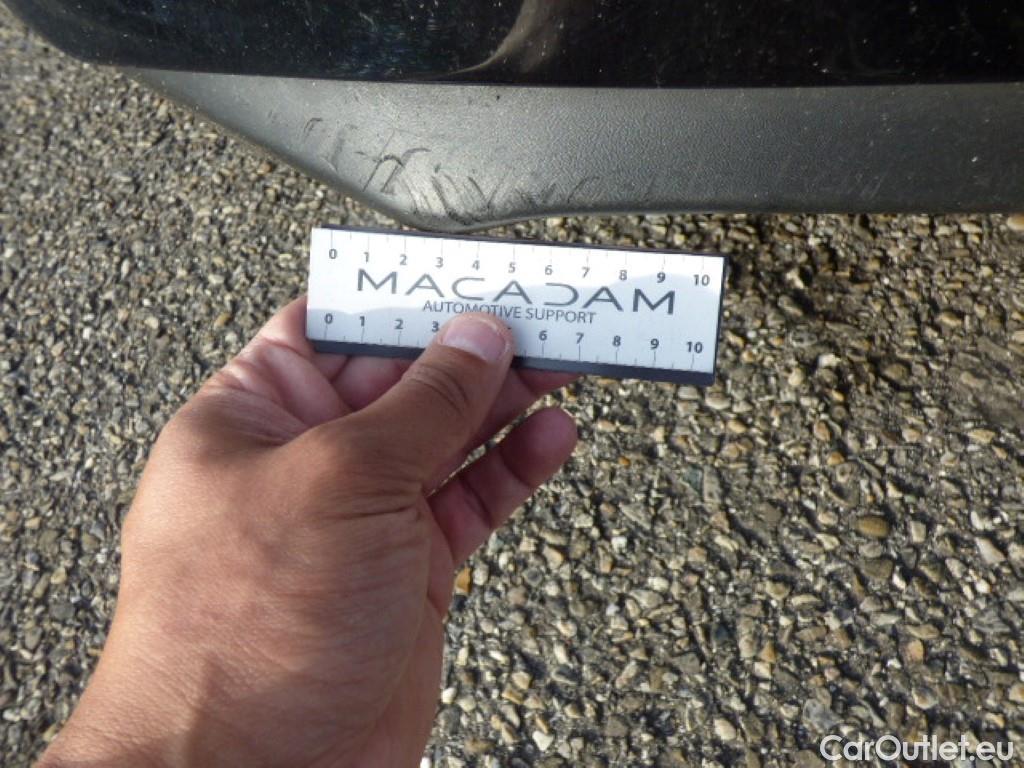 0 1 2 3 4 5 6 7 8 9 10
MACADAM
AUTOMOTIVE SUPPORT
0 1 2 3 6 7 8 9 10
CarOutlet.eu